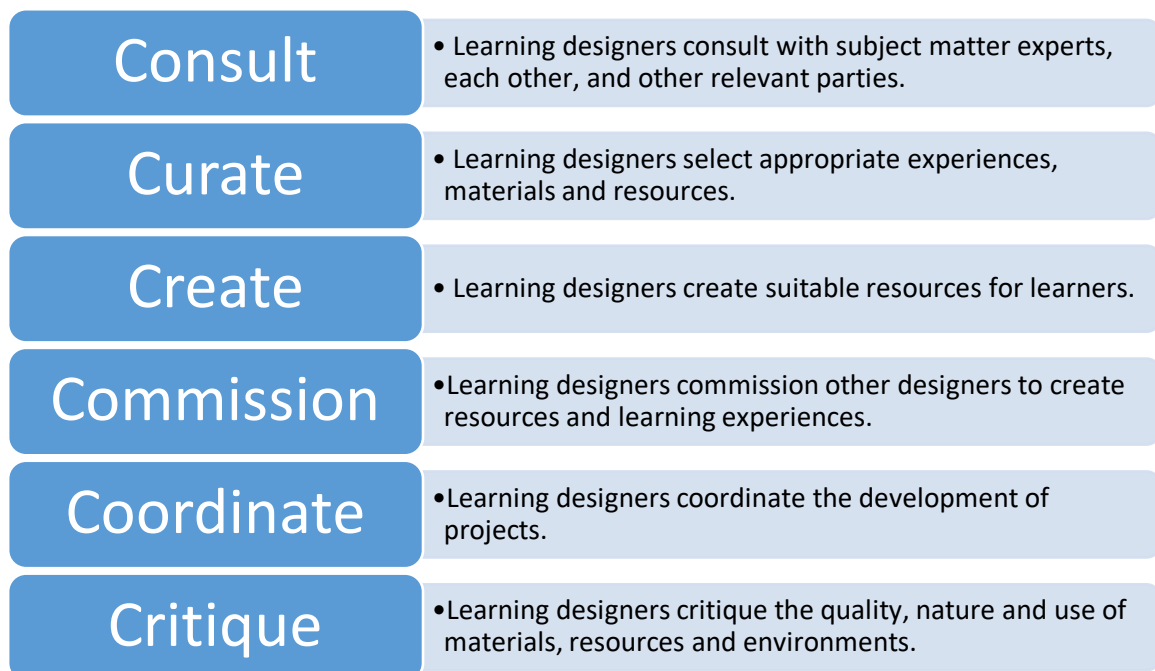 Consult
• Learning designers consult with subject matter experts,
each other, and other relevant parties.
Curate
• Learning designers select appropriate experiences,
materials and resources.
Create
• Learning designers create suitable resources for learners.
Commission
•Learning designers commission other designers to create
resources and learning experiences.
Coordinate
•Learning designers coordinate the development of
projects.
Critique
•Learning designers critique the quality, nature and use of
materials, resources and environments.